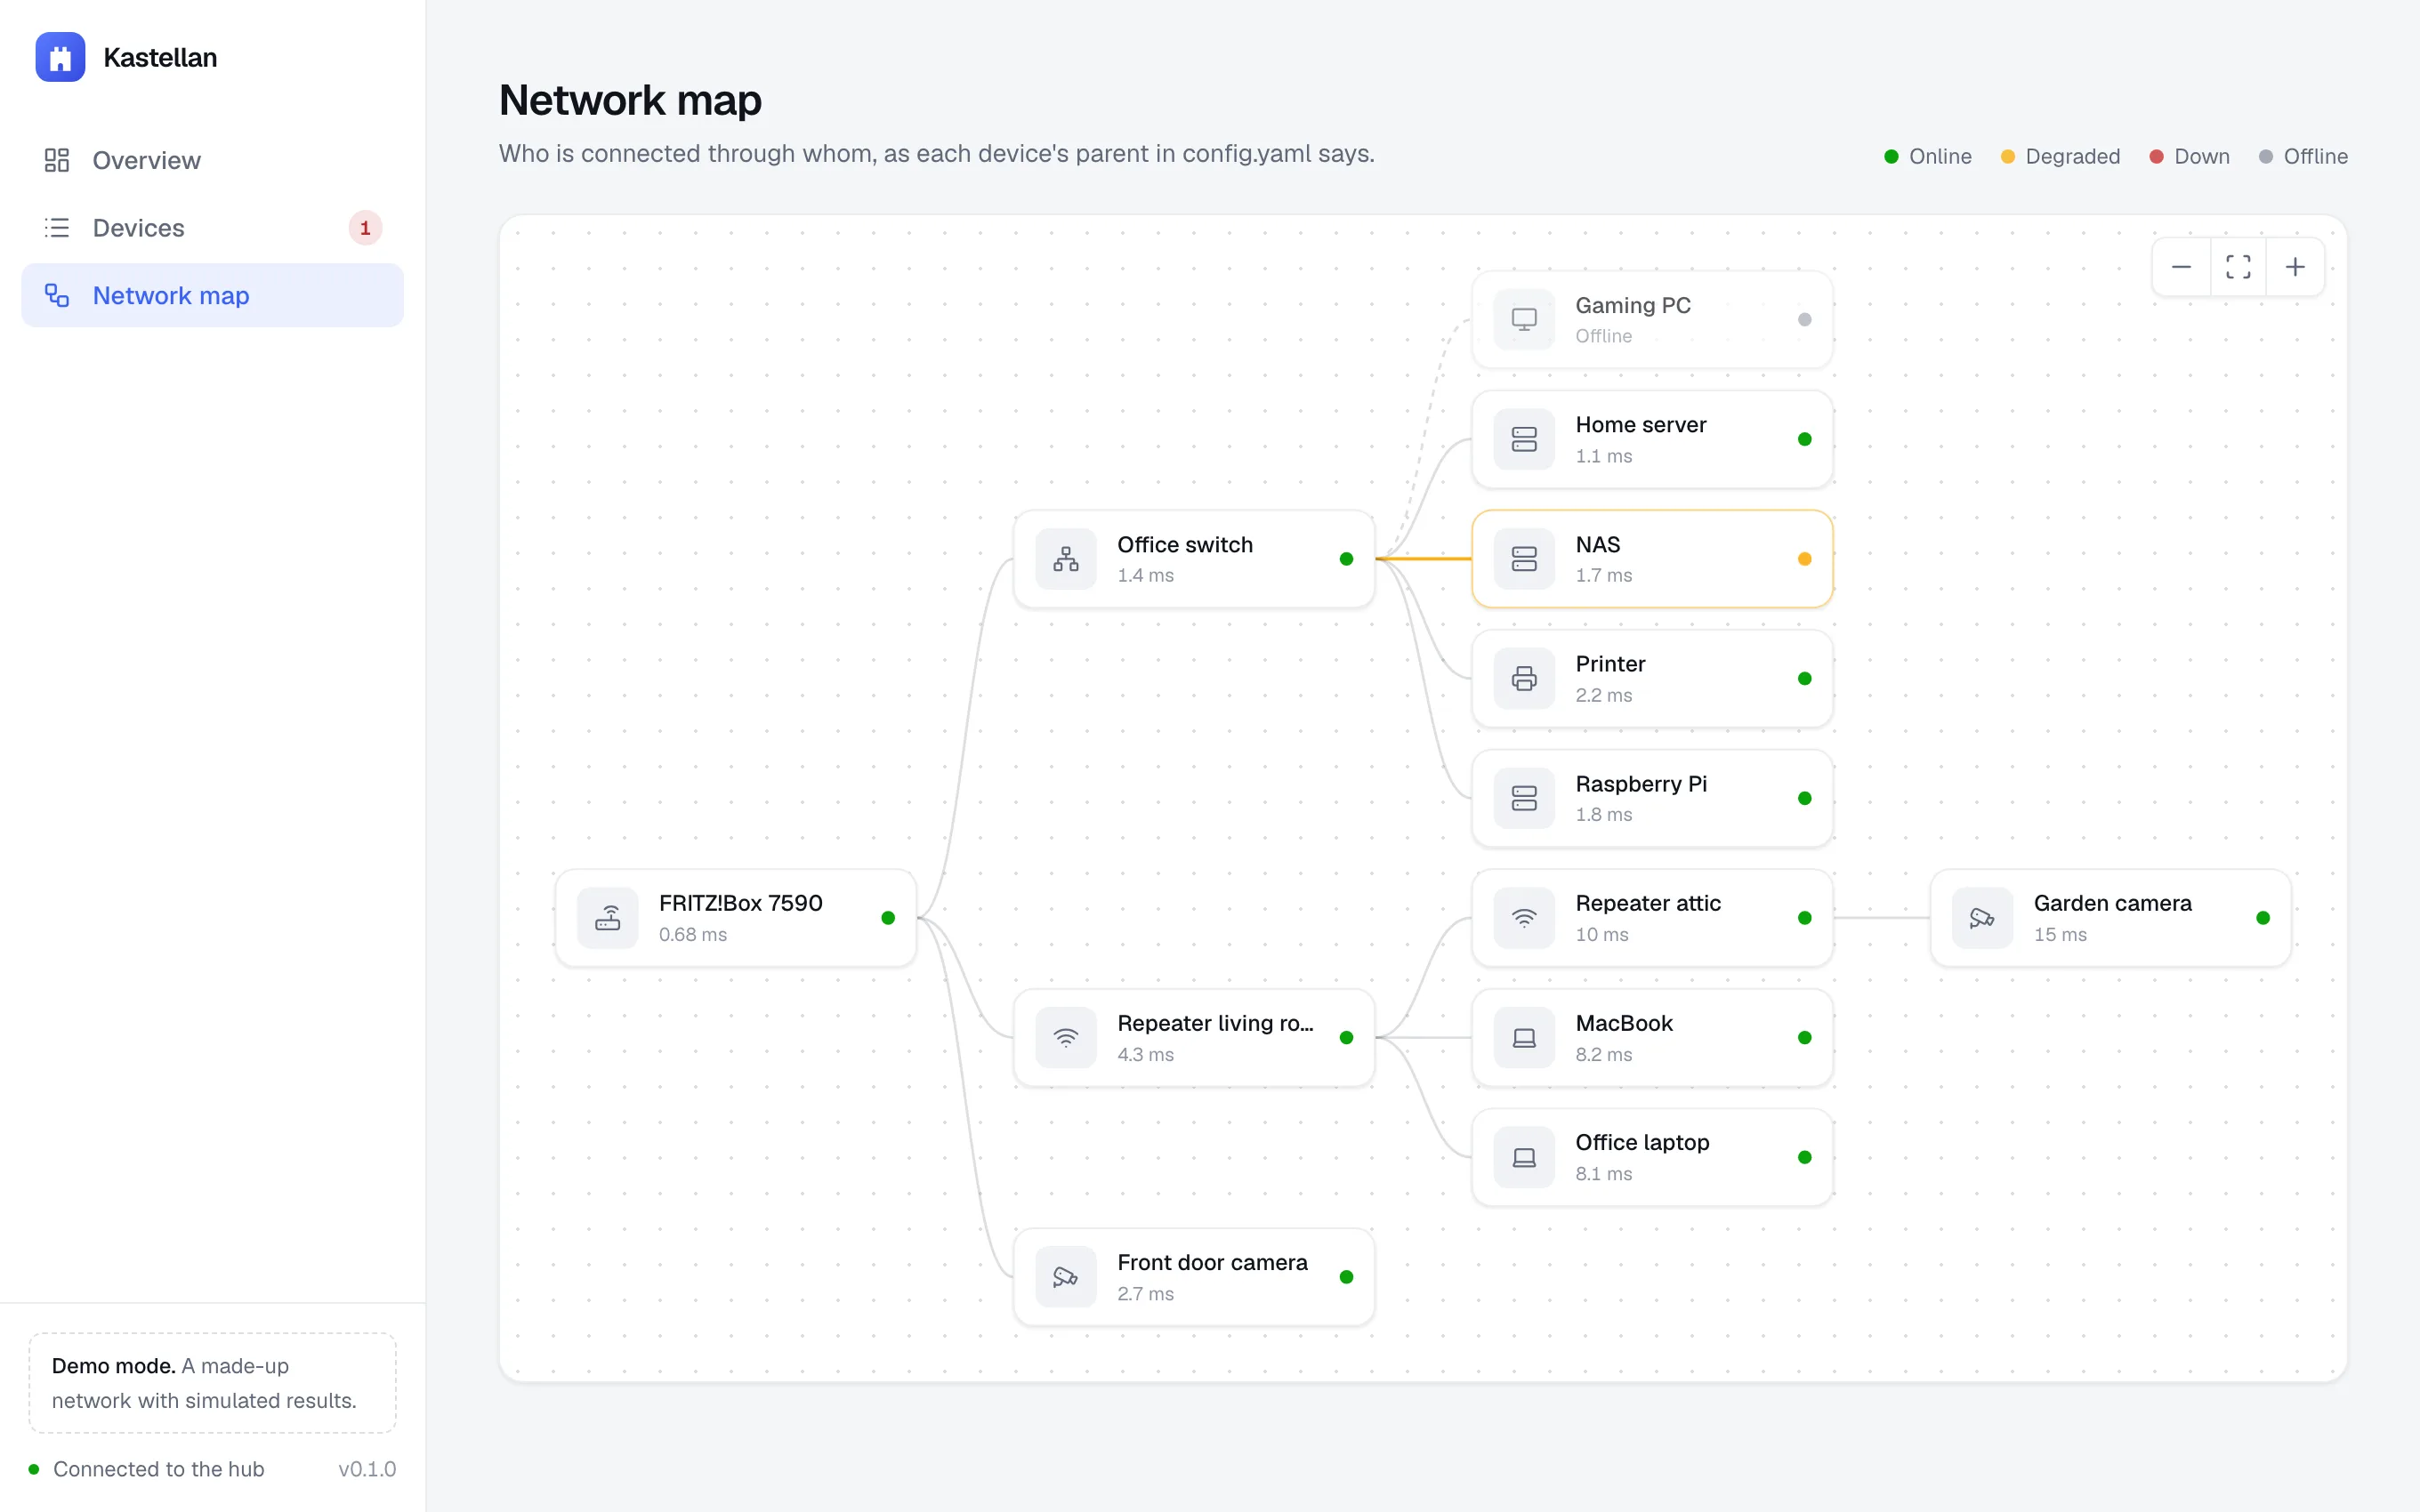 Kastellan
Overview
Devices
1
Network map
Demo mode. A made-up
network with simulated results.
Connected to the hub
v0.1.0
Network map
Who is connected through whom, as each device's parent in config.yaml says.
Online
Degraded
Down
Offline
FRITZ!Box 7590
0.68 ms
Office switch
1.4 ms
Repeater living ro...
4.3 ms
Front door camera
2.7 ms
Gaming PC
Offline
Home server
1.1 ms
NAS
1.7 ms
Printer
2.2 ms
Raspberry Pi
1.8 ms
Repeater attic
10 ms
MacBook
8.2 ms
Office laptop
8.1 ms
Garden camera
15 ms